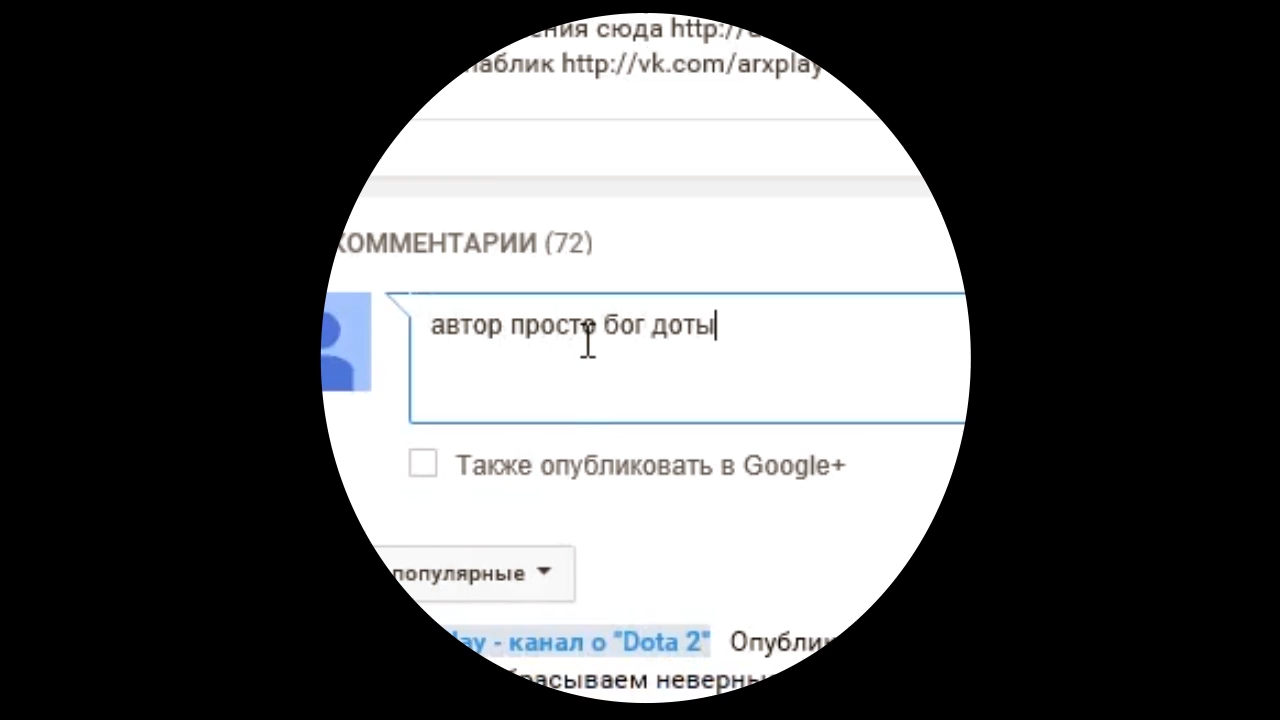 сюда http://
http://vk.com/arxplay
КОММЕНТАРИИ (72)
автор просто бог доты
Также опубликовать в Google+
популярные
- канал о "Dota 2"